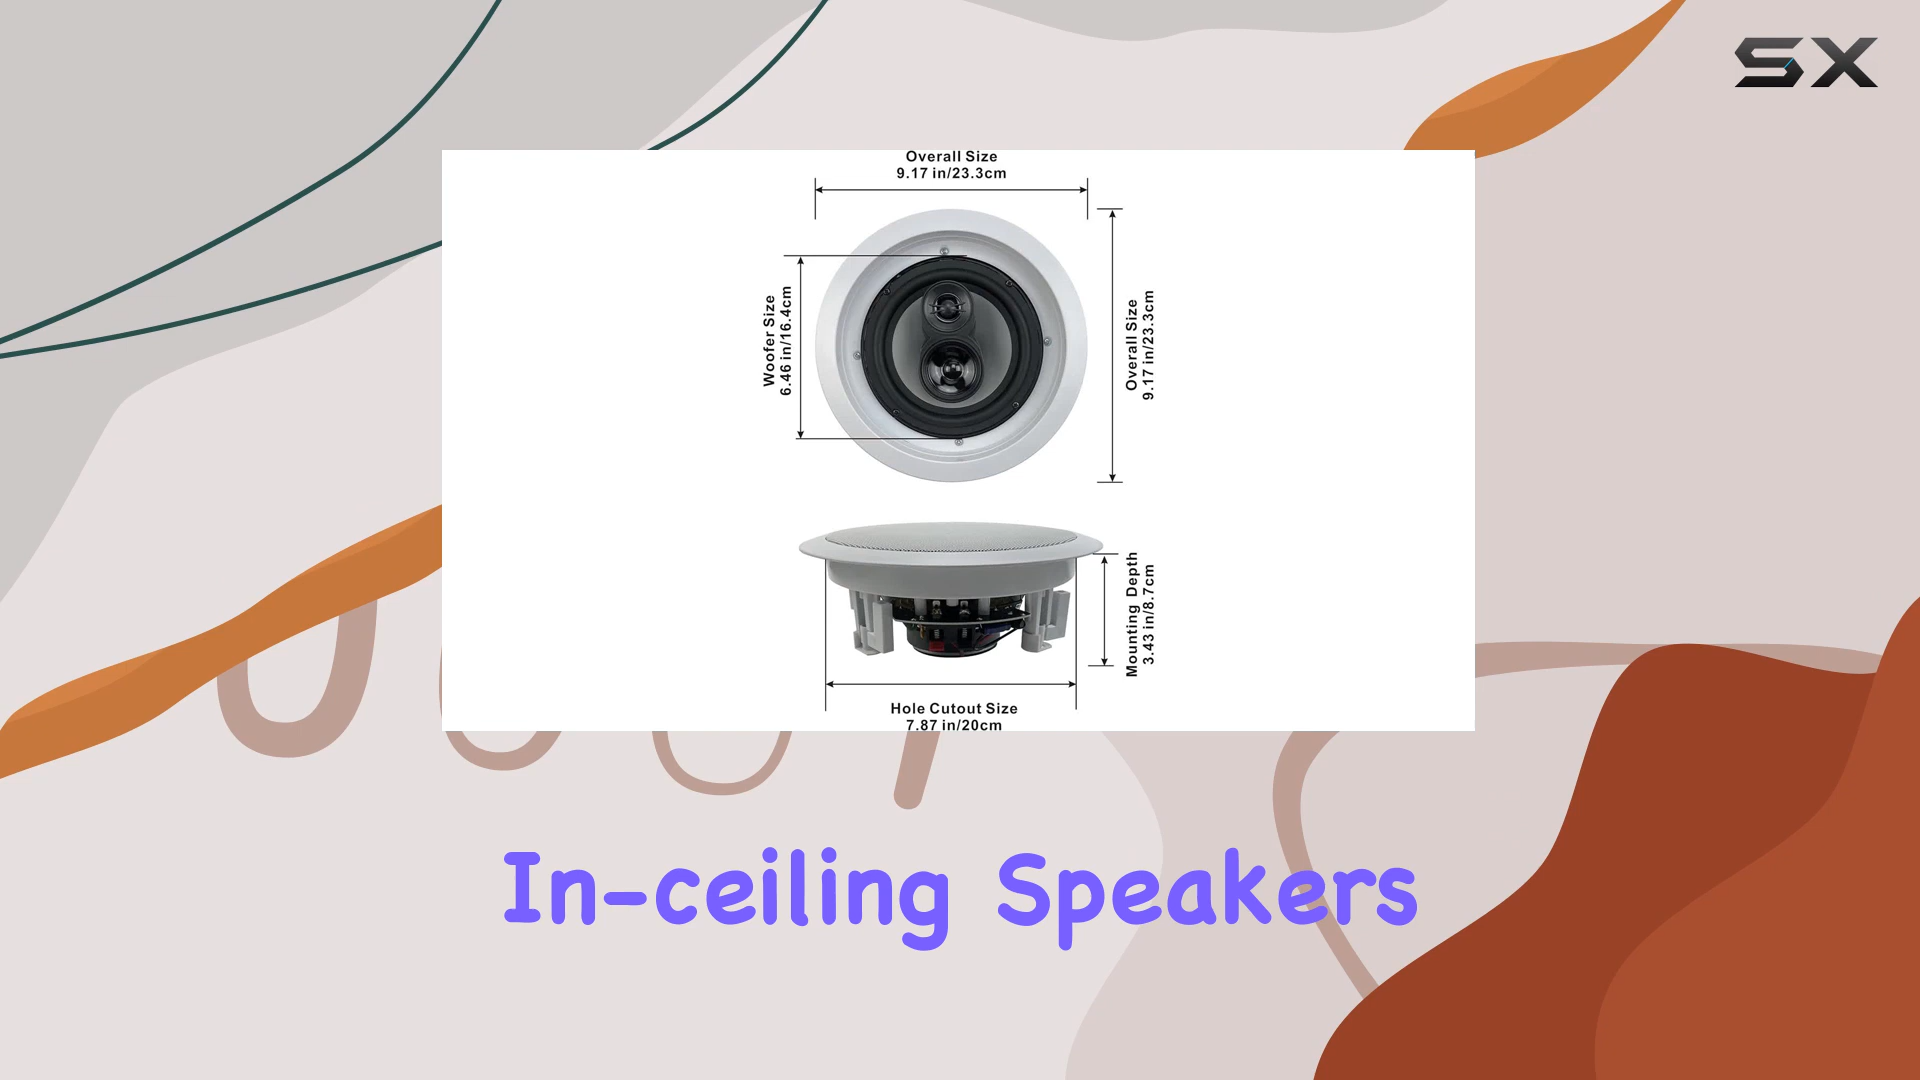 SX
Overall Size
9.17 in/23.3cm
Woofer Size
6.46 in/16.4cm
Overall Size
9.17 in/23.3cm
Mounting Depth
3.43 in/8.7cm
Hole Cutout Size
7.87 in/20cm
In-ceiling Speakers